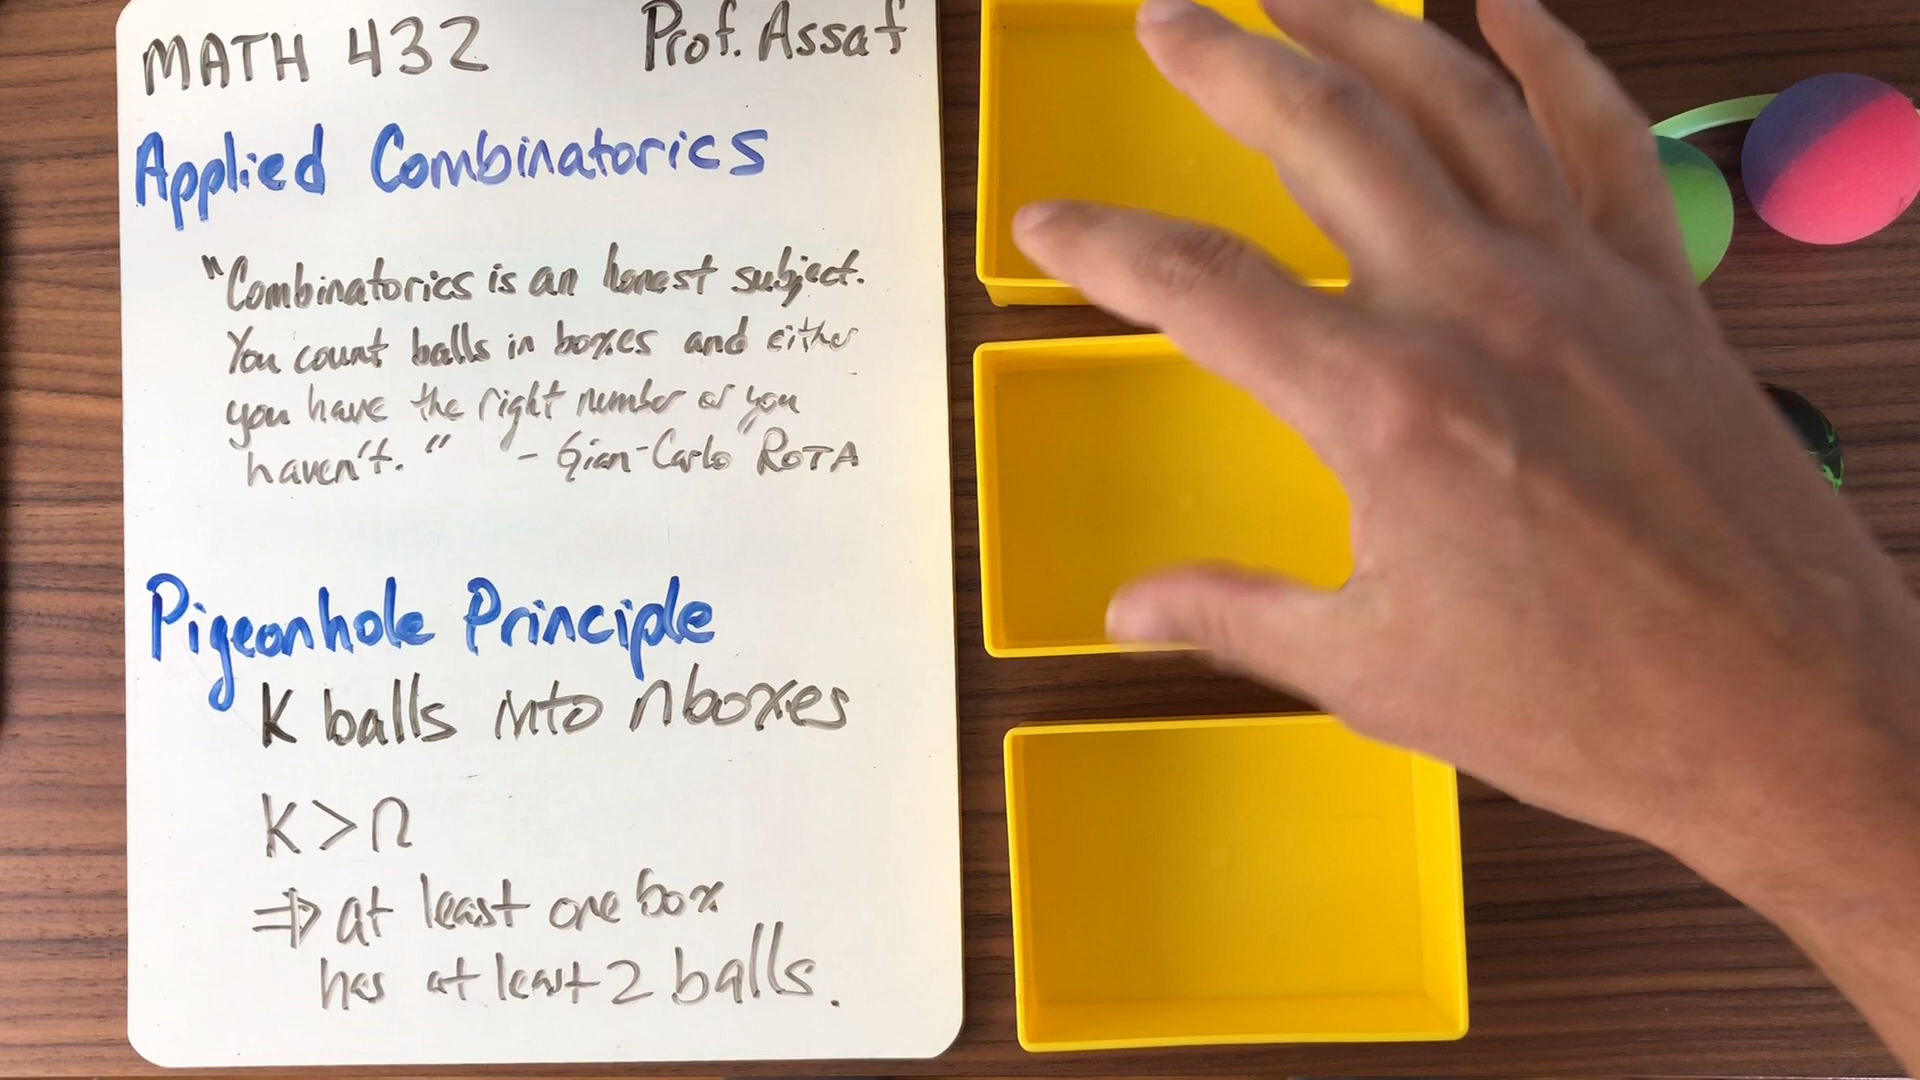 MATH 432 Prof. Assaf
Applied Combinatorics
"Combinatorics is an honest subject.
You count balls in boxes and either
you have the right number or you
haven't." - Gian-Carlo ROTA
Pigeonhole Principle
K balls into n boxes
K > n
⇒ at least one box
has at least 2 balls.